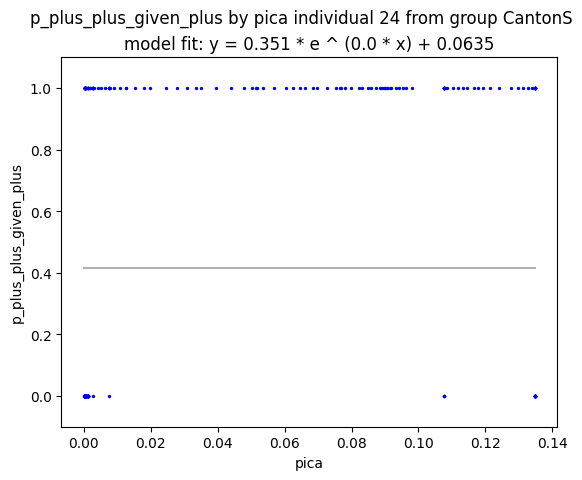 p_plus_plus_given_plus by pica individual 24 from group CantonS
model fit: y = 0.351 * e ^ (0.0 * x) + 0.0635
1.0
0.8
0.6
0.4
0.2
0.0
p_plus_plus_given_plus
0.00 0.02 0.04 0.06 0.08 0.10 0.12 0.14
pica